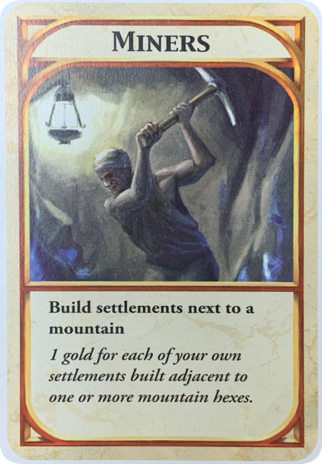 MINERS
Build settlements next to a
mountain
1 gold for each of your own
settlements built adjacent to
one or more mountain hexes.